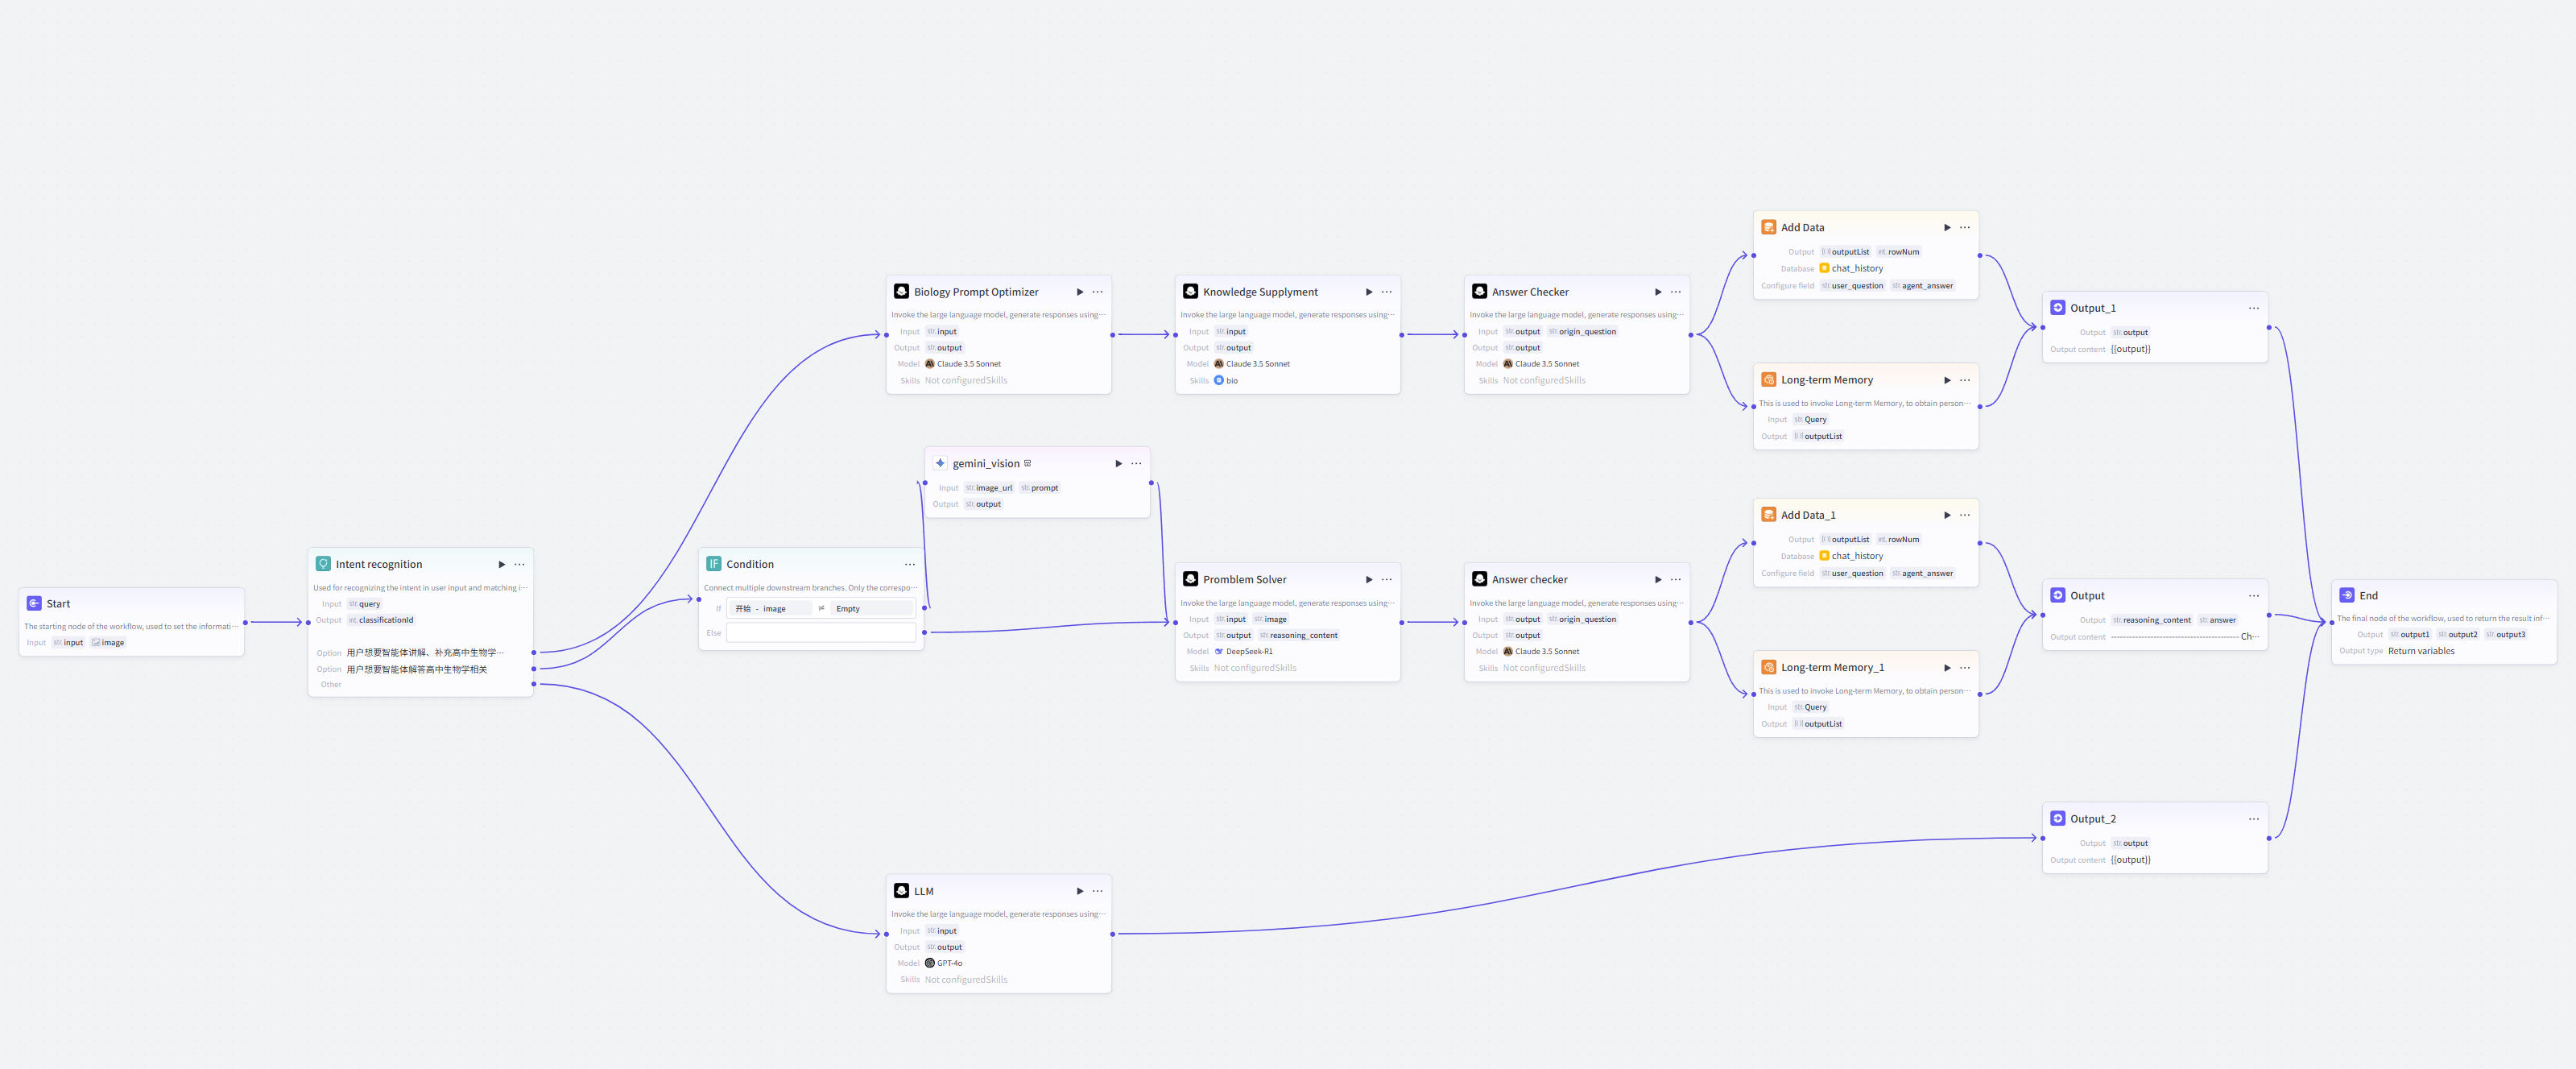 Start
The starting node of the workflow, used to set the informati…
Input str. input image
Intent recognition
Used for recognizing the intent in user input and matching i…
Input str. query
Output int. classificationId
Option 用户想要智能体讲解、补充高中生物学…
Option 用户想要智能体解答高中生物学相关
Other
Condition
Connect multiple downstream branches. Only the correspo…
If 开始 - image ≠ Empty
Else
Biology Prompt Optimizer
Invoke the large language model, generate responses using…
Input str. input
Output str. output
Model Claude 3.5 Sonnet
Skills Not configuredSkills
Knowledge Supplyment
Invoke the large language model, generate responses using…
Input str. input
Output str. output
Model Claude 3.5 Sonnet
Skills bio
Answer Checker
Invoke the large language model, generate responses using…
Input str. output str. origin_question
Output str. output
Model Claude 3.5 Sonnet
Skills Not configuredSkills
Add Data
Output outputList int. rowNum
Database chat_history
Configure field str. user_question str. agent_answer
Long-term Memory
This is used to invoke Long-term Memory, to obtain person…
Input str. Query
Output outputList
Output_1
Output str. output
Output content {{output}}
gemini_vision
Input str. image_url str. prompt
Output str. output
Promblem Solver
Invoke the large language model, generate responses using…
Input str. input str. image
Output str. output str. reasoning_content
Model DeepSeek-R1
Skills Not configuredSkills
Answer checker
Invoke the large language model, generate responses using…
Input str. output str. origin_question
Output str. output
Model Claude 3.5 Sonnet
Skills Not configuredSkills
Add Data_1
Output outputList int. rowNum
Database chat_history
Configure field str. user_question str. agent_answer
Long-term Memory_1
This is used to invoke Long-term Memory, to obtain person…
Input str. Query
Output outputList
Output
Output str. reasoning_content str. answer
Output content ---------------------------------------- Ch…
LLM
Invoke the large language model, generate responses using…
Input str. input
Output str. output
Model GPT-4o
Skills Not configuredSkills
Output_2
Output str. output
Output content {{output}}
End
The final node of the workflow, used to return the result inf…
Output str. output1 str. output2 str. output3
Output type Return variables